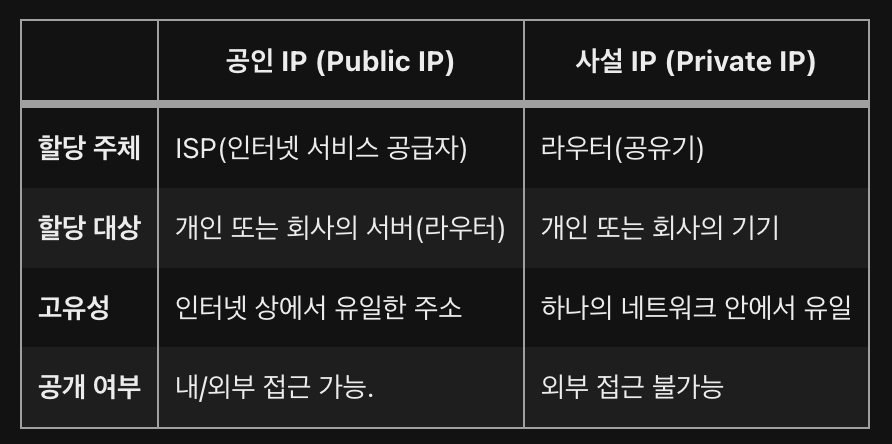 공인 IP (Public IP) 사설 IP (Private IP)
할당 주체 ISP(인터넷 서비스 공급자) 라우터(공유기)
할당 대상 개인 또는 회사의 서버(라우터) 개인 또는 회사의 기기
고유성 인터넷 상에서 유일한 주소 하나의 네트워크 안에서 유일
공개 여부 내/외부 접근 가능. 외부 접근 불가능